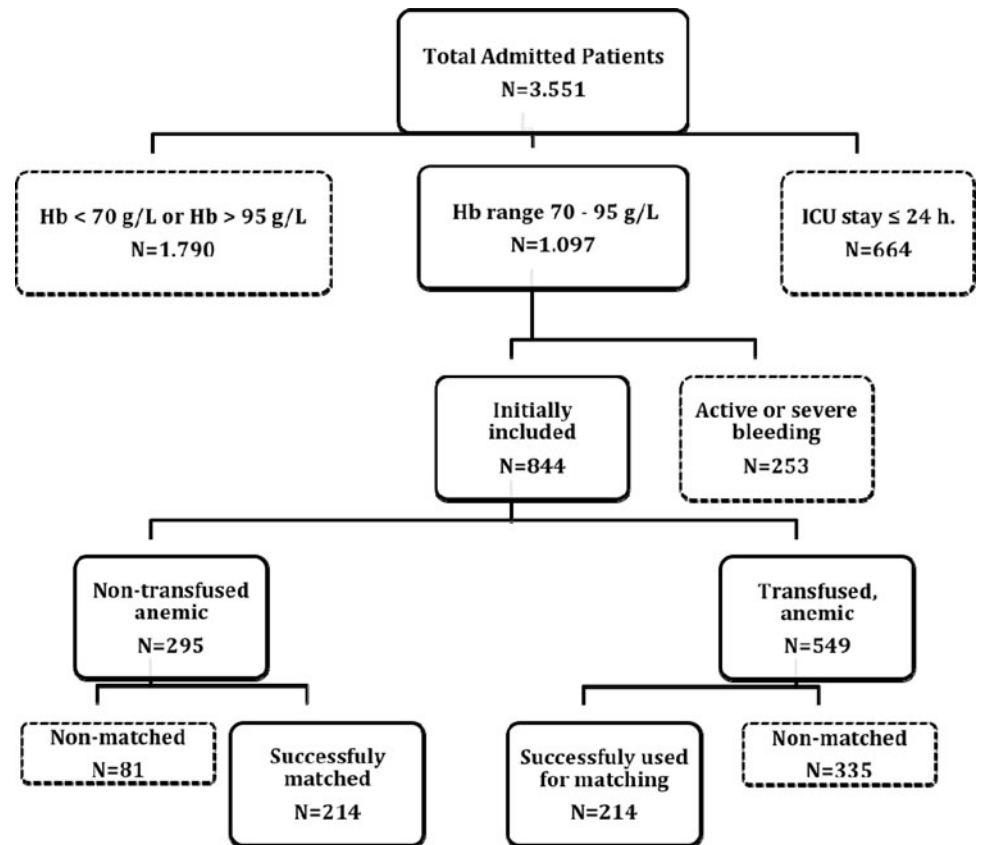 Total Admitted Patients
N=3.551
Hb < 70 g/L or Hb > 95 g/L
N=1.790
Hb range 70 - 95 g/L
N=1.097
ICU stay ≤ 24 h.
N=664
Initially
included
N=844
Active or severe
bleeding
N=253
Non-transfused
anemic
N=295
Transfused,
anemic
N=549
Non-matched
N=81
Successfuly
matched
N=214
Successfuly used
for matching
N=214
Non-matched
N=335